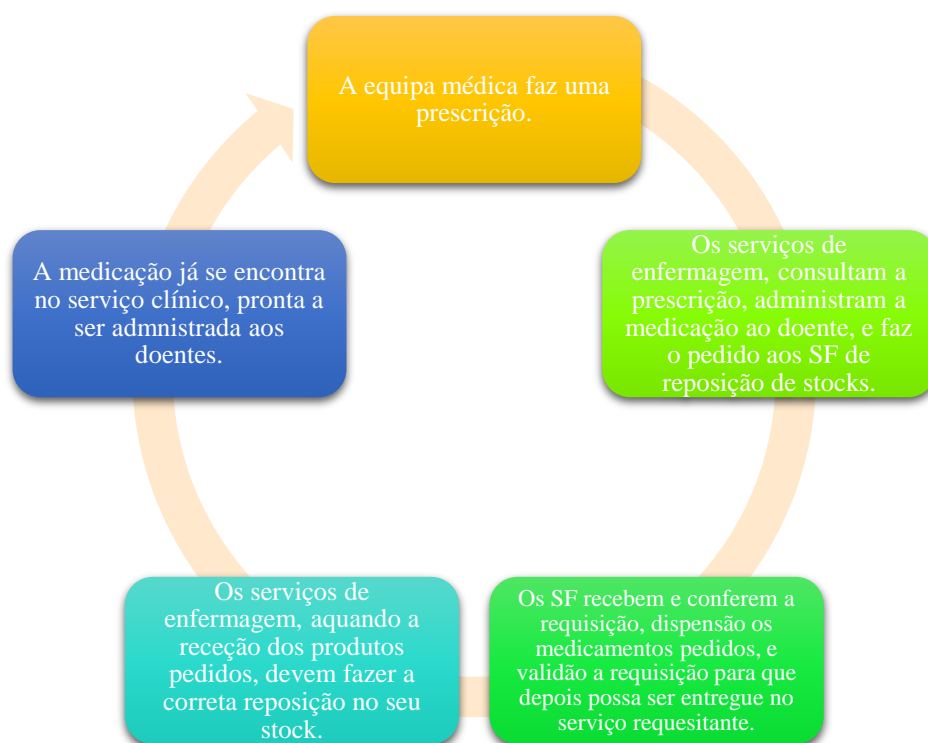 A equipa médica faz uma
prescrição.
Os serviços de
enfermagem, consultam a
prescrição, administram a
medicação ao doente, e faz
o pedido aos SF de
reposição de stocks.
Os SF recebem e conferem a
requisição, dispensão os
medicamentos pedidos, e
validão a requisição para que
depois possa ser entregue no
serviço requesitante.
Os serviços de
enfermagem, aquando a
receção dos produtos
pedidos, devem fazer a
correta reposição no seu
stock.
A medicação já se encontra
no serviço clínico, pronta a
ser admnistrada aos
doentes.